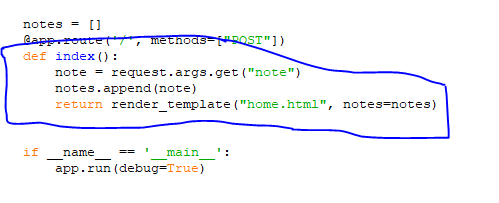 notes = []
@app.route('/', methods=["POST"])
def index():
    note = request.args.get("note")
    notes.append(note)
    return render_template("home.html", notes=notes)
if __name__ == '__main__':
    app.run(debug=True)